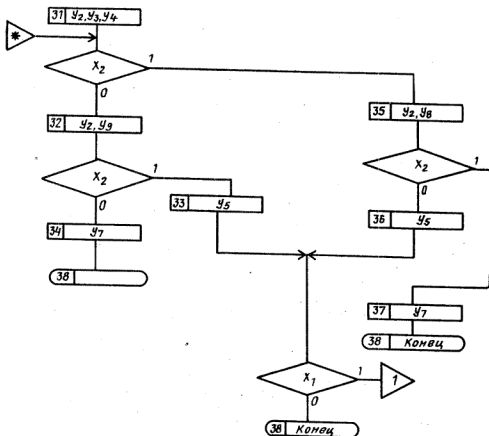 31 y₂,y₃,y₄
*
x₂ 1
0
35 y₂,y₈
32 y₂,y₉
x₂ 1
0
x₂ 1
0
33 y₅
36 y₅
34 y₇
38
37 y₇
38 Конец
x₁ 1
1
0
38 Конец